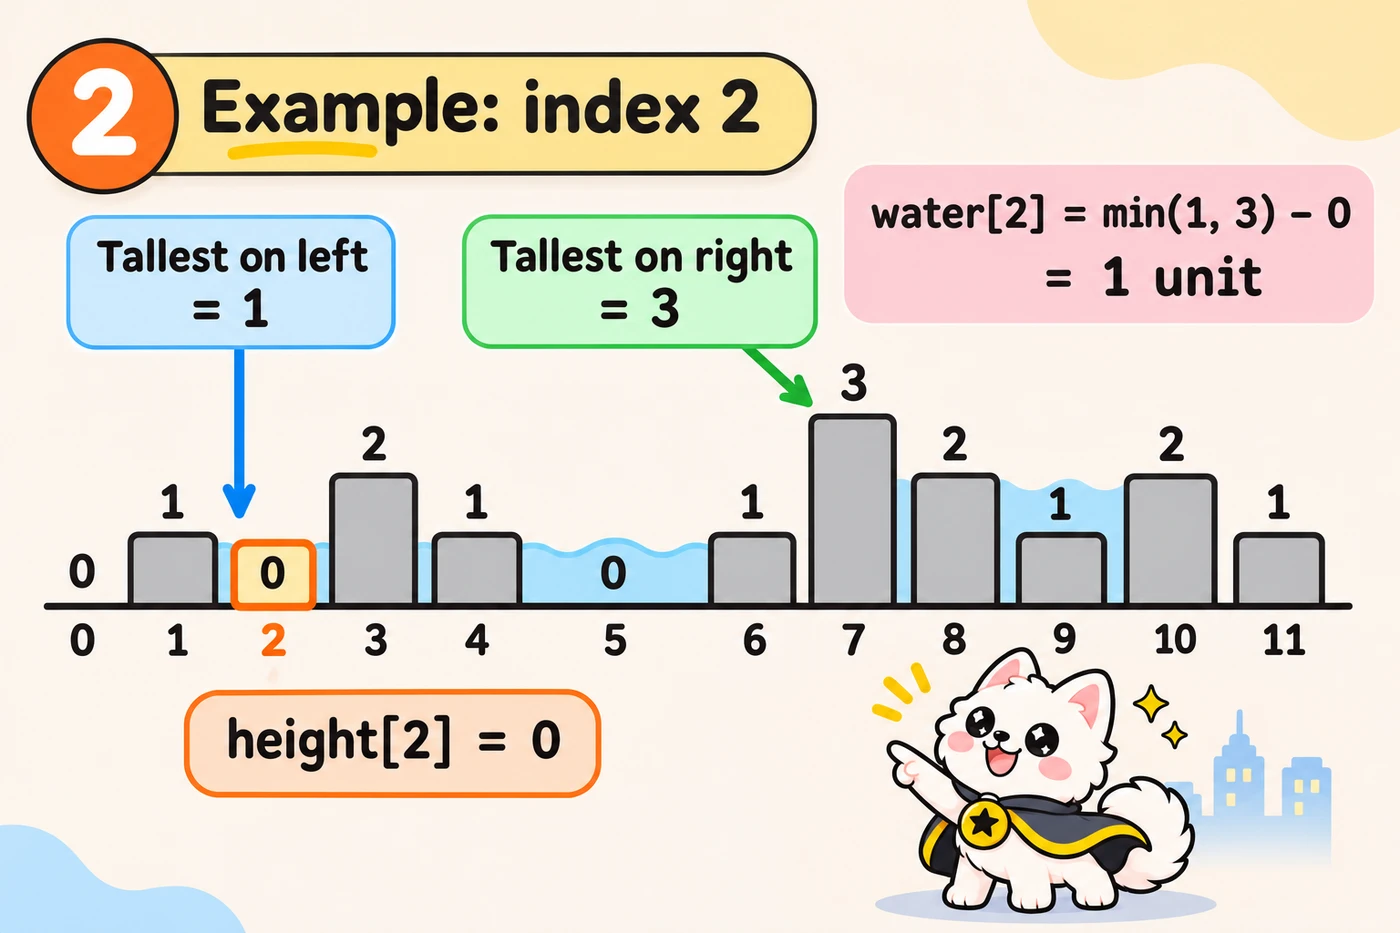 2
Example: index 2
Tallest on left
= 1
Tallest on right
= 3
water[2] = min(1, 3) – 0
= 1 unit
0 1 0 2 1 0 1 3 2 1 2 1
0 1 2 3 4 5 6 7 8 9 10 11
height[2] = 0